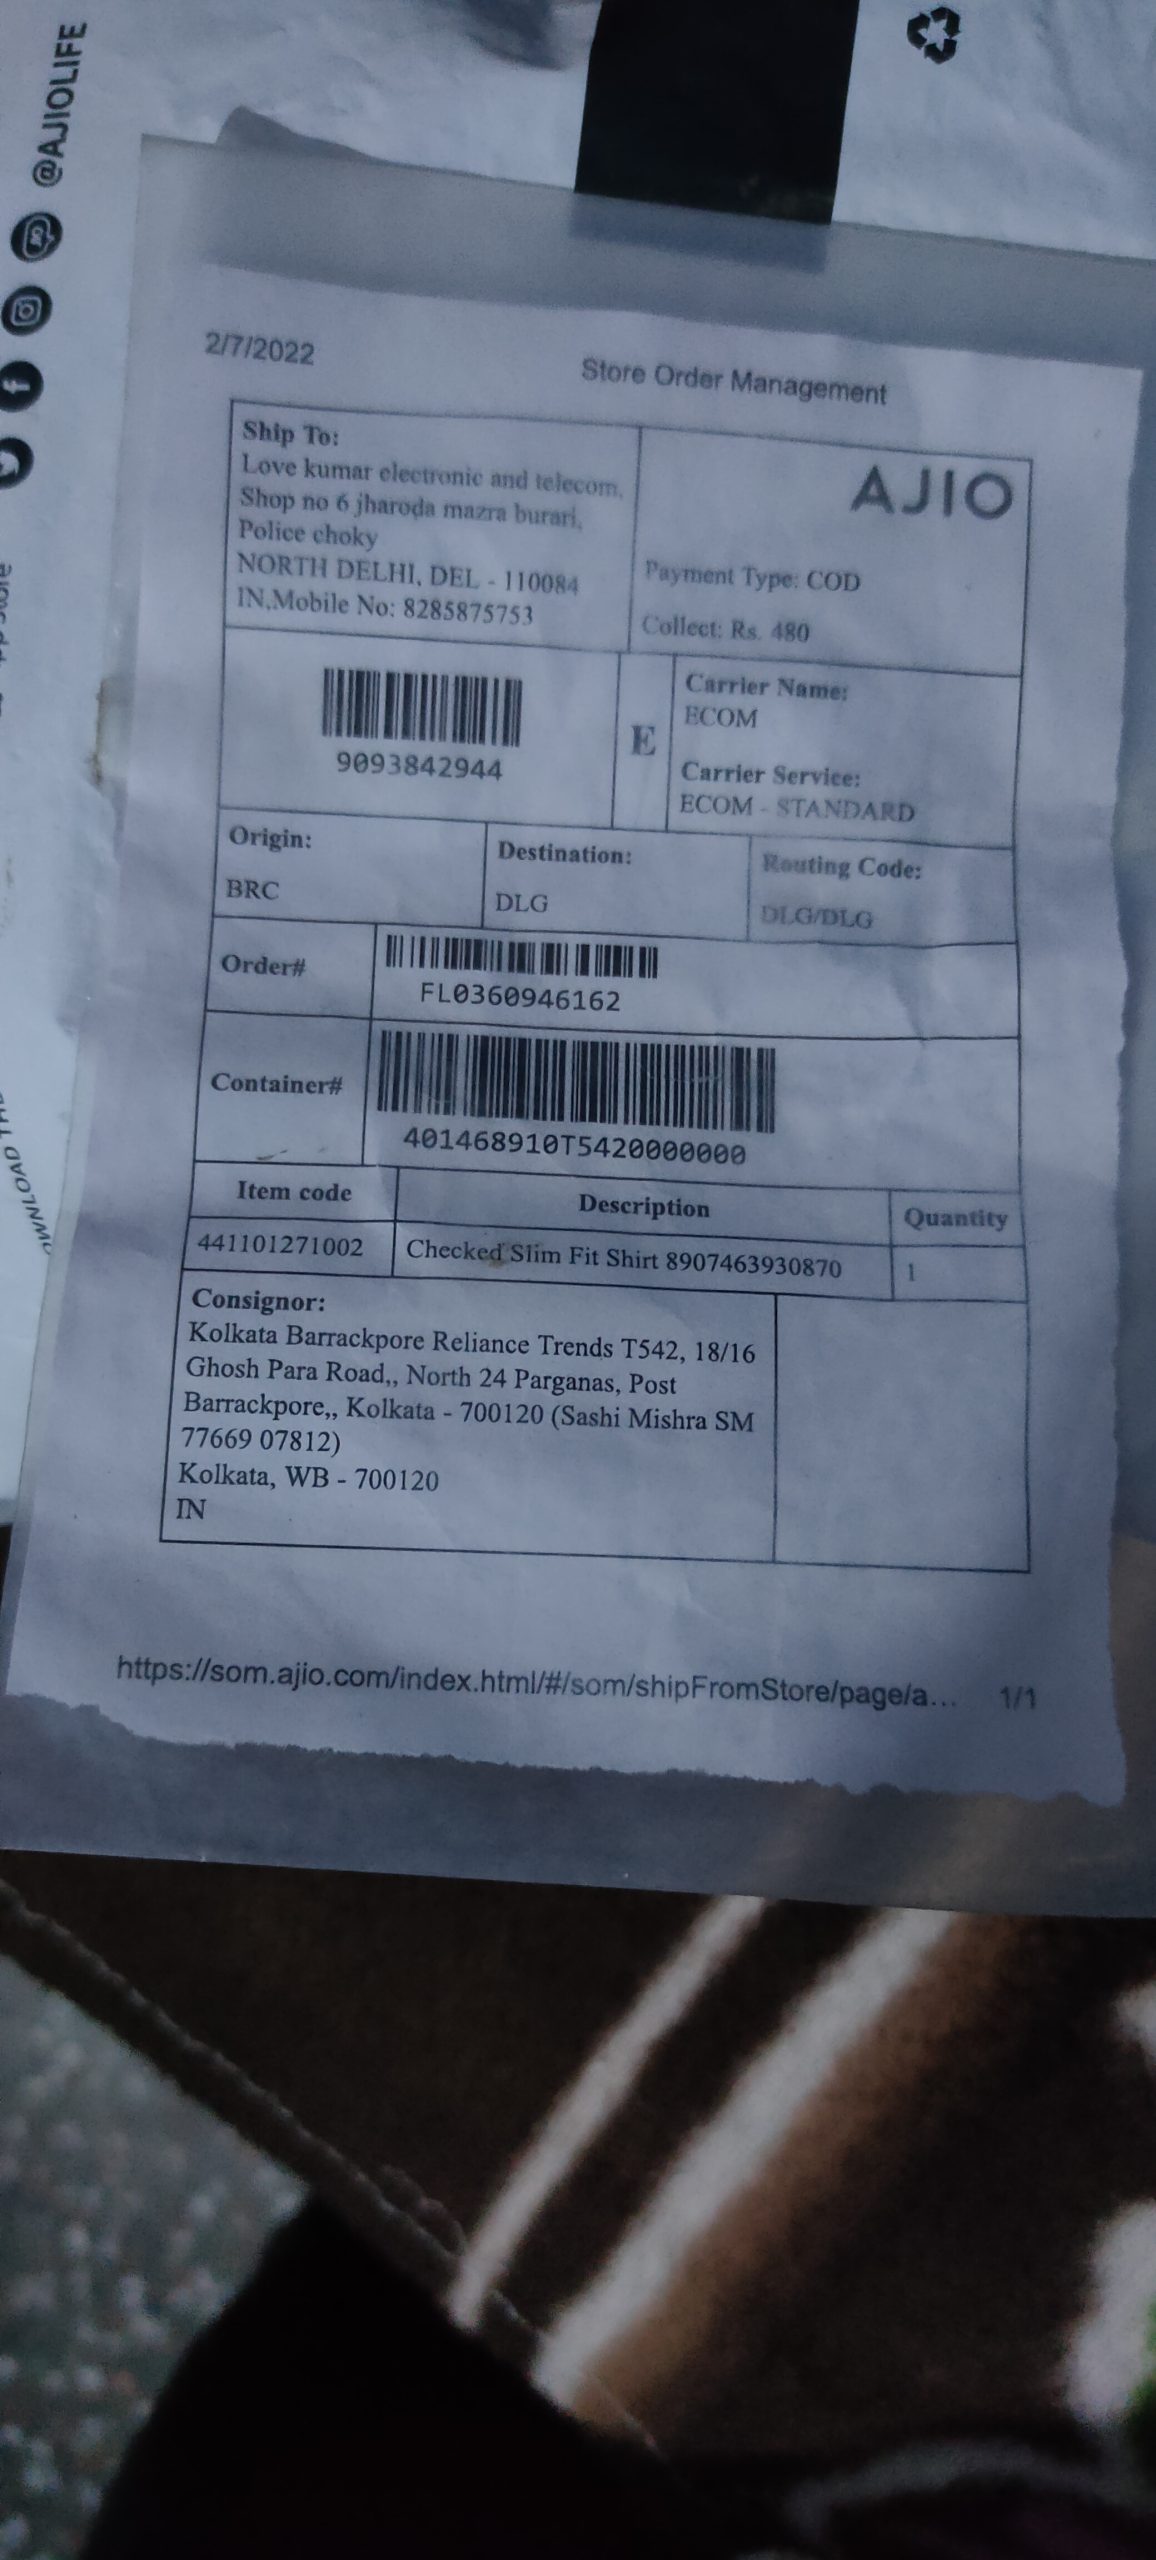 @AJIOLIFE
2/7/2022
Store Order Management
Ship To:
Love kumar electronic and telecom,
Shop no 6 jharoda mazra burari,
Police choky
NORTH DELHI, DEL - 110084
IN,Mobile No: 8285875753
AJIO
Payment Type: COD
Collect: Rs. 480
9093842944
E
Carrier Name:
ECOM
Carrier Service:
ECOM - STANDARD
Origin:
BRC
Destination:
DLG
Routing Code:
DLG/DLG
Order#
FL0360946162
Container#
401468910T5420000000
Item code
Description
Quantity
441101271002
Checked Slim Fit Shirt 8907463930870
1
Consignor:
Kolkata Barrackpore Reliance Trends T542, 18/16
Ghosh Para Road,, North 24 Parganas, Post
Barrackpore,, Kolkata - 700120 (Sashi Mishra SM
77669 07812)
Kolkata, WB - 700120
IN
https://som.ajio.com/index.html/#/som/shipFromStore/page/a...
1/1